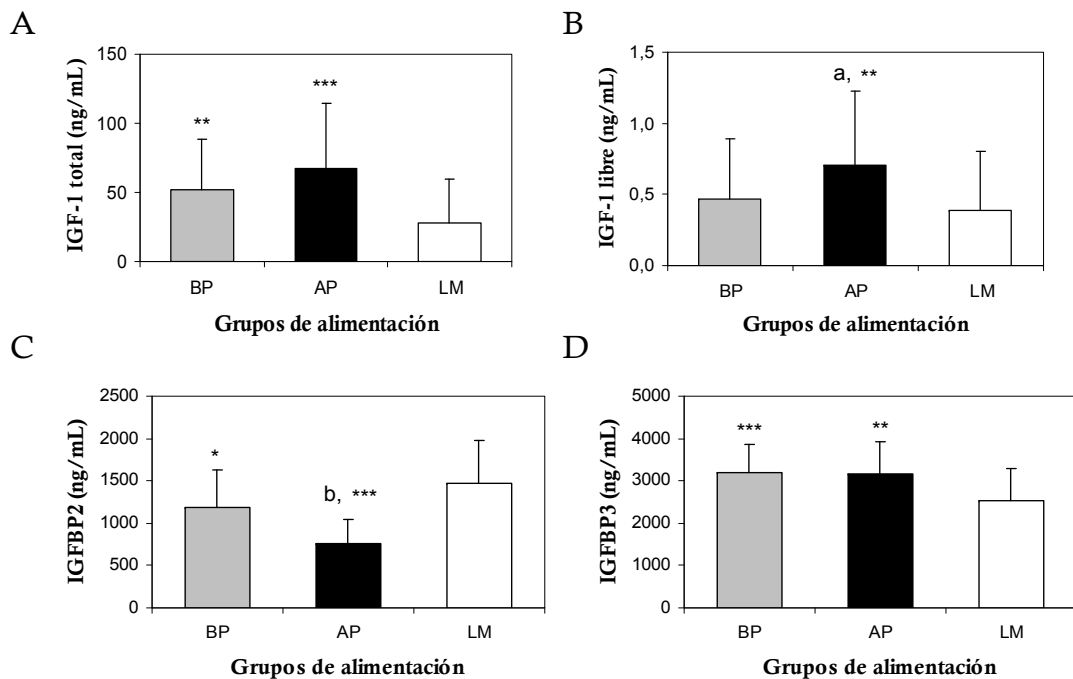 A
IGF-1 total (ng/mL)
150
100
50
0
**
***
BP AP LM
Grupos de alimentación
B
IGF-1 libre (ng/mL)
1,5
1,0
0,5
0,0
a, **
BP AP LM
Grupos de alimentación
C
IGFBP2 (ng/mL)
2500
2000
1500
1000
500
0
*
b, ***
BP AP LM
Grupos de alimentación
D
IGFBP3 (ng/mL)
5000
4000
3000
2000
1000
0
***
**
BP AP LM
Grupos de alimentación